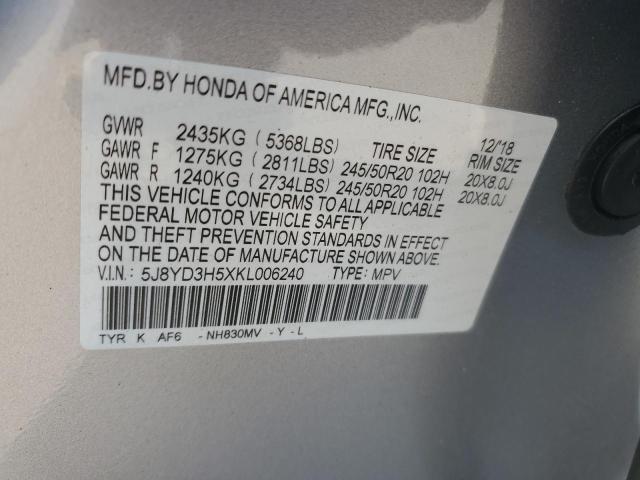 MFD.BY HONDA OF AMERICA MFG.,INC.
GVWR 2435KG (5368LBS) TIRE SIZE 12/'18 RIM SIZE
GAWR F 1275KG (2811LBS) 245/50R20 102H 20X8.0J
GAWR R 1240KG (2734LBS) 245/50R20 102H 20X8.0J
THIS VEHICLE CONFORMS TO ALL APPLICABLE
FEDERAL MOTOR VEHICLE SAFETY
AND THEFT PREVENTION STANDARDS IN EFFECT
ON THE DATE OF MANUFACTURE SHOWN ABOVE.
V.I.N: 5J8YD3H5XKL006240 TYPE: MPV
TYR K AF6 -NH830MV -Y-L